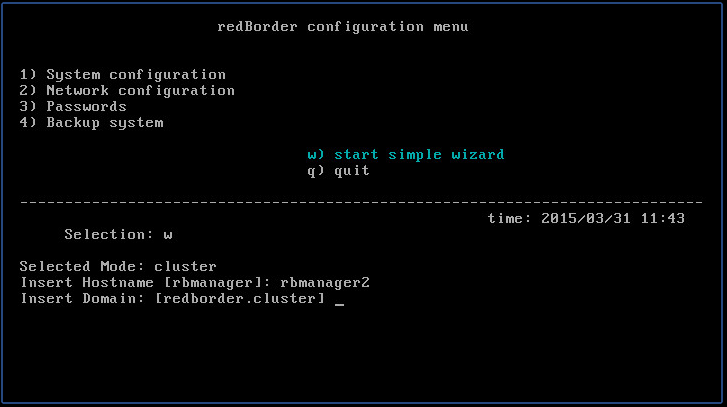 redBorder configuration menu
1) System configuration
2) Network configuration
3) Passwords
4) Backup system
w) start simple wizard
q) quit
----------------------------------------------------------------------------
time: 2015/03/31 11:43
Selection: w
Selected Mode: cluster
Insert Hostname [rbmanager]: rbmanager2
Insert Domain: [redborder.cluster] _